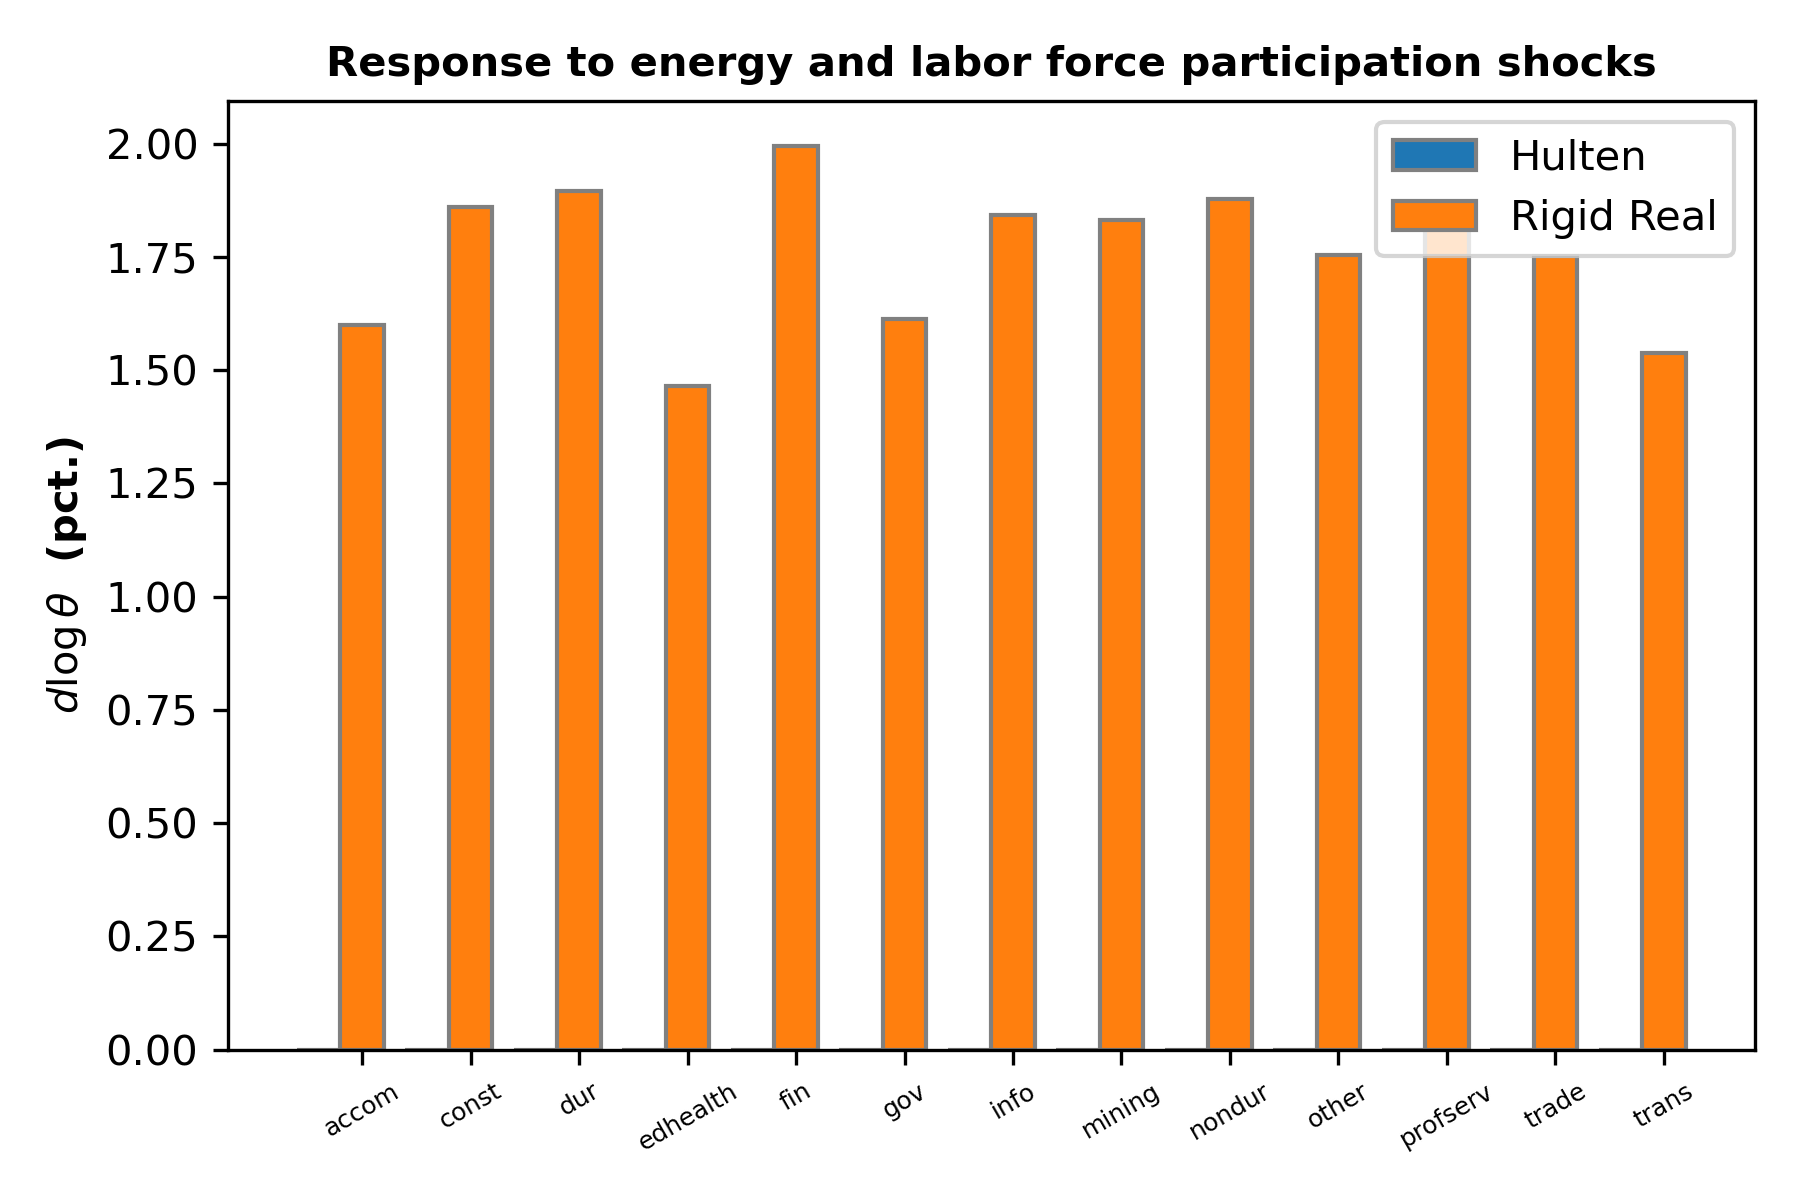 Response to energy and labor force participation shocks
Hulten
Rigid Real
2.00
1.75
1.50
1.25
1.00
0.75
0.50
0.25
0.00
dlog θ (pct.)
accom
const
dur
edhealth
fin
gov
info
mining
nondur
other
profserv
trade
trans